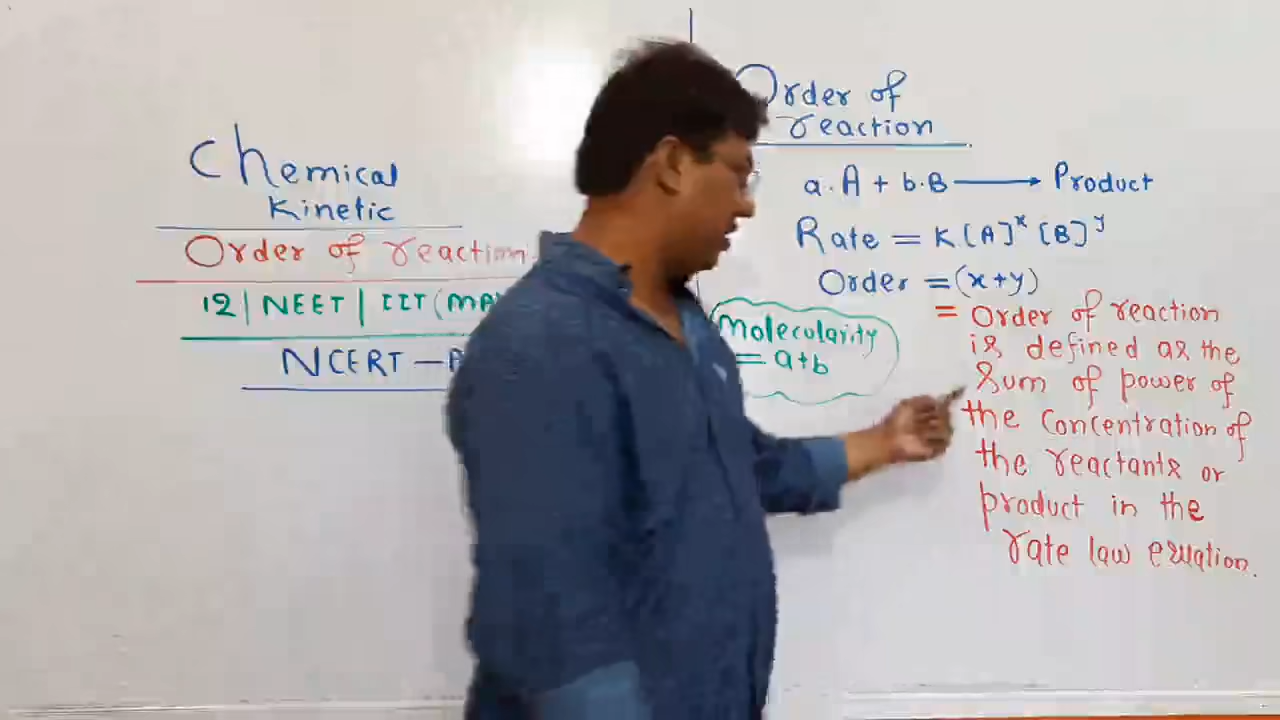 Chemical
Kinetic
Order of reaction
12 | NEET | IIT (MA
NCERT –
Order of
reaction
a.A + b.B ⟶ Product
Rate = K[A]ˣ [B]ʸ
Order = (x+y)
= Order of reaction
is defined as the
Sum of power of
the Concentration of
the reactants or
product in the
rate law equation.
Molecularity
= a+b